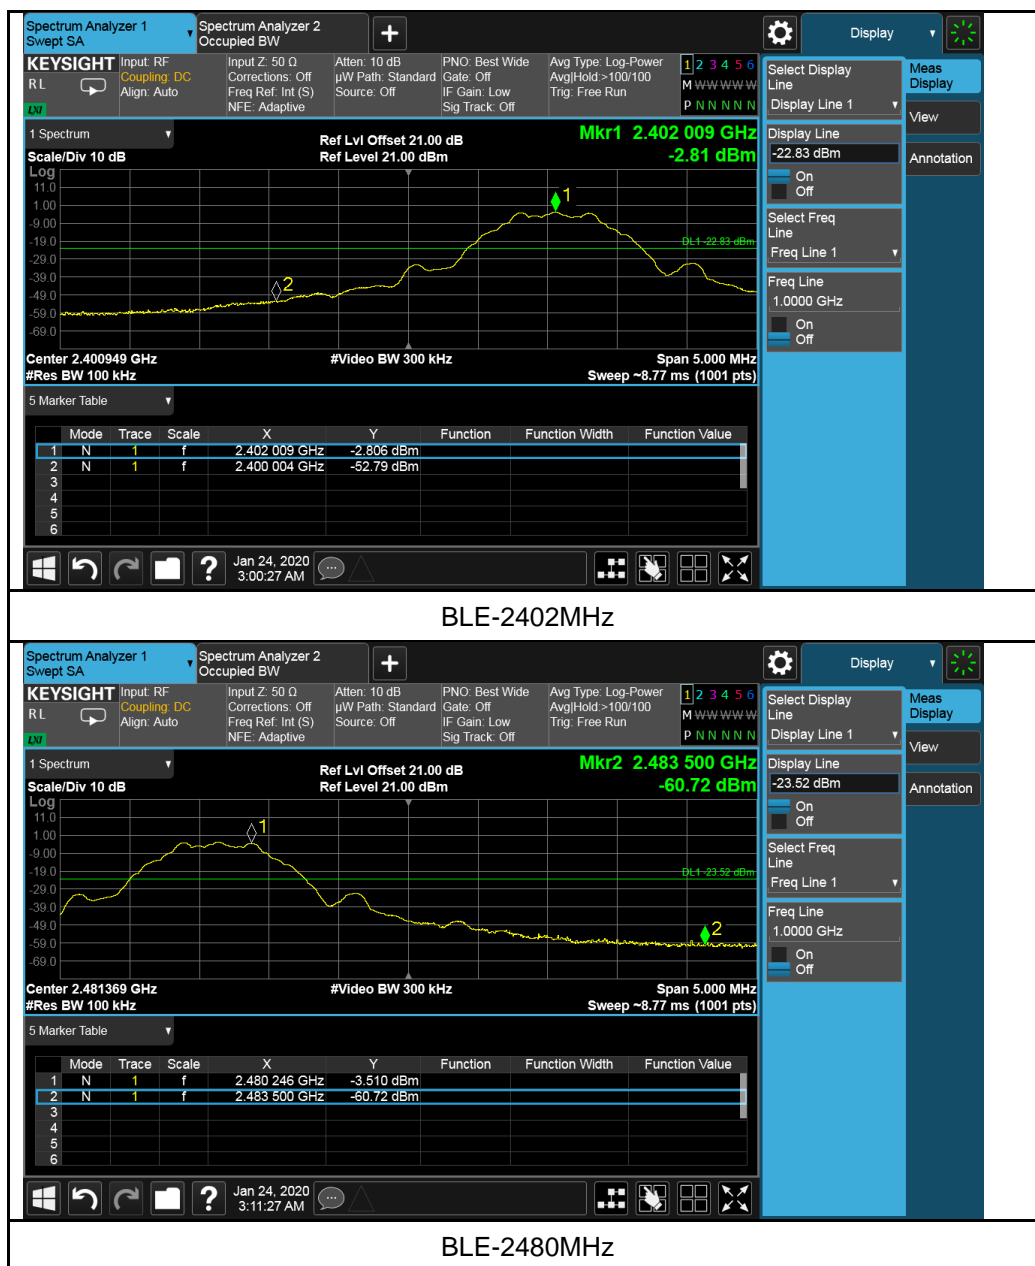 Spectrum Analyzer 1
Swept SA
Spectrum Analyzer 2
Occupied BW
Display
KEYSIGHT
RL
LXI
Input: RF
Coupling: DC
Align: Auto
Input Z: 50 Ω
Corrections: Off
Freq Ref: Int (S)
NFE: Adaptive
Atten: 10 dB
µW Path: Standard
Source: Off
PNO: Best Wide
Gate: Off
IF Gain: Low
Sig Track: Off
Avg Type: Log-Power
Avg|Hold:>100/100
Trig: Free Run
1 2 3 4 5 6
M W W W W W
P N N N N N
1 Spectrum
Scale/Div 10 dB
Log
Ref Lvl Offset 21.00 dB
Ref Level 21.00 dBm
Mkr1 2.402 009 GHz
-2.81 dBm
11.0
1.00
-9.00
-19.0
-29.0
-39.0
-49.0
-59.0
-69.0
1
2
DL1 -22.83 dBm
Center 2.400949 GHz
#Res BW 100 kHz
#Video BW 300 kHz
Span 5.000 MHz
Sweep ~8.77 ms (1001 pts)
5 Marker Table
Mode Trace Scale X Y Function Function Width Function Value
1 N 1 f 2.402 009 GHz -2.806 dBm
2 N 1 f 2.400 004 GHz -52.79 dBm
3
4
5
6
Jan 24, 2020
3:00:27 AM
Select Display
Line
Display Line 1
Display Line
-22.83 dBm
On
Off
Select Freq
Line
Freq Line 1
Freq Line
1.0000 GHz
On
Off
Meas
Display
View
Annotation
BLE-2402MHz
Spectrum Analyzer 1
Swept SA
Spectrum Analyzer 2
Occupied BW
Display
KEYSIGHT
RL
LXI
Input: RF
Coupling: DC
Align: Auto
Input Z: 50 Ω
Corrections: Off
Freq Ref: Int (S)
NFE: Adaptive
Atten: 10 dB
µW Path: Standard
Source: Off
PNO: Best Wide
Gate: Off
IF Gain: Low
Sig Track: Off
Avg Type: Log-Power
Avg|Hold:>100/100
Trig: Free Run
1 2 3 4 5 6
M W W W W W
P N N N N N
1 Spectrum
Scale/Div 10 dB
Log
Ref Lvl Offset 21.00 dB
Ref Level 21.00 dBm
Mkr2 2.483 500 GHz
-60.72 dBm
11.0
1.00
-9.00
-19.0
-29.0
-39.0
-49.0
-59.0
-69.0
1
2
DL1 -23.52 dBm
Center 2.481369 GHz
#Res BW 100 kHz
#Video BW 300 kHz
Span 5.000 MHz
Sweep ~8.77 ms (1001 pts)
5 Marker Table
Mode Trace Scale X Y Function Function Width Function Value
1 N 1 f 2.480 246 GHz -3.510 dBm
2 N 1 f 2.483 500 GHz -60.72 dBm
3
4
5
6
Jan 24, 2020
3:11:27 AM
Select Display
Line
Display Line 1
Display Line
-23.52 dBm
On
Off
Select Freq
Line
Freq Line 1
Freq Line
1.0000 GHz
On
Off
Meas
Display
View
Annotation
BLE-2480MHz